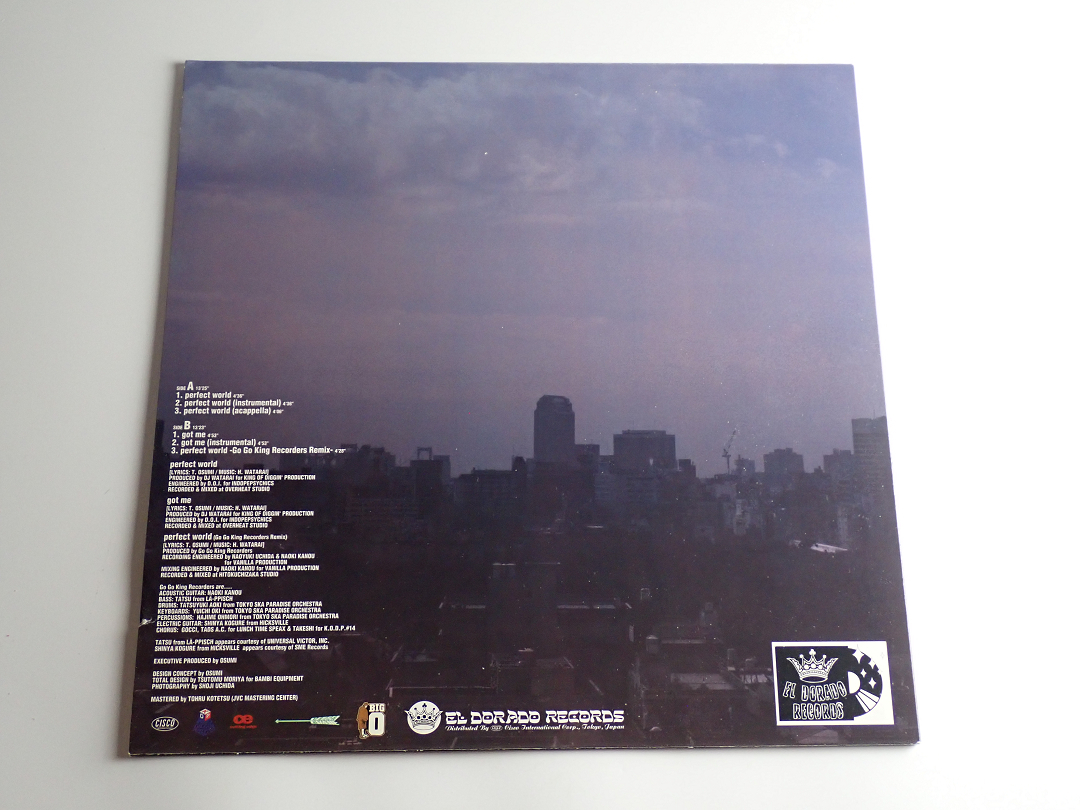 SIDE A 13'25"
1. perfect world 4'36"
2. perfect world (instrumental) 4'36"
3. perfect world (acappella) 4'06"
SIDE B 13'23"
1. got me 4'52"
2. got me (instrumental) 4'52"
3. perfect world -Go Go King Recorders Remix- 4'28"
perfect world
[LYRICS: T. OSUMI / MUSIC: H. WATARAI]
PRODUCED BY DJ WATARAI for KING OF DIGGIN' PRODUCTION
ENGINEERED BY D.O.I. for INDOPEPSYCHICS
RECORDED & MIXED at OVERHEAT STUDIO
got me
[LYRICS: T. OSUMI / MUSIC: H. WATARAI]
PRODUCED BY DJ WATARAI for KING OF DIGGIN' PRODUCTION
ENGINEERED BY D.O.I. for INDOPEPSYCHICS
RECORDED & MIXED at OVERHEAT STUDIO
perfect world (Go Go King Recorders Remix)
[LYRICS: T. OSUMI / MUSIC: H. WATARAI]
PRODUCED BY Go Go King Recorders
RECORDING ENGINEERED BY NAOYUKI UCHIDA & NAOKI KANOU
for VANILLA PRODUCTION
MIXING ENGINEERED BY NAOKI KANOU for VANILLA PRODUCTION
RECORDED & MIXED at HITOKUCHIZAKA STUDIO
Go Go King Recorders are.....
ACOUSTIC GUITAR: NAOKI KANOU
BASS: TATSU from LÄ-PPISCH
DRUMS: TATSUYUKI AOKI from TOKYO SKA PARADISE ORCHESTRA
KEYBOARDS: YUICHI OKI from TOKYO SKA PARADISE ORCHESTRA
PERCUSSIONS: HAJIME OHMORI from TOKYO SKA PARADISE ORCHESTRA
ELECTRIC GUITAR: SHINYA KOGURE from HICKSVILLE
CHORUS: GOCCI, TAD'S A.C. for LUNCH TIME SPEAX & TAKESHI for K.O.D.P.#14
TATSU from LÄ-PPISCH appears courtesy of UNIVERSAL VICTOR, INC.
SHINYA KOGURE from HICKSVILLE appears courtesy of SME Records
EXECUTIVE PRODUCED BY OSUMI
DESIGN CONCEPT BY OSUMI
TOTAL DESIGN BY TSUTOMU MORIYA for BAMBI EQUIPMENT
PHOTOGRAPHY BY SHOJI UCHIDA
MASTERED BY TOHRU KOTETSU (JVC MASTERING CENTER)
CISCO
BIG O
EL DORADO RECORDS
Distributed By CISCO Cisco International Corp., Tokyo, Japan
EL DORADO
RECORDS